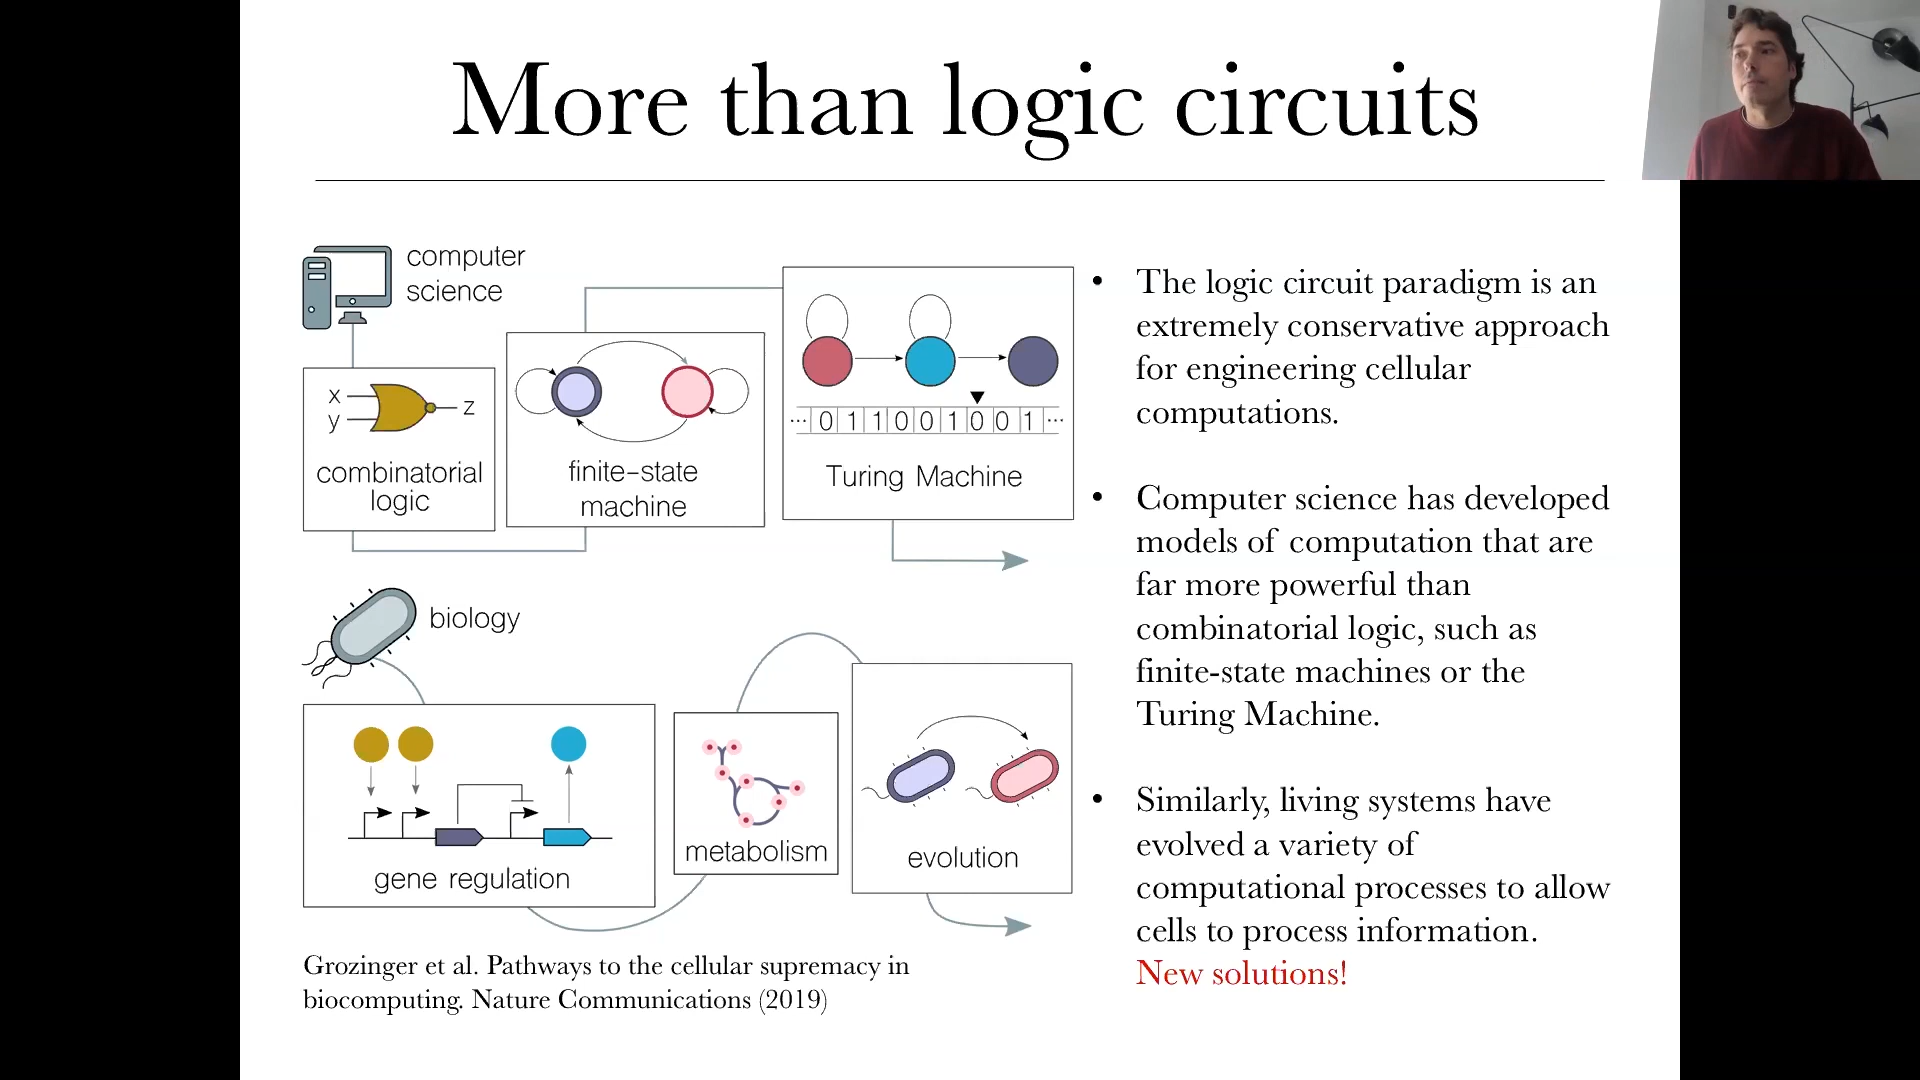 More than logic circuits
computer
science
x
y
z
combinatorial
logic
finite-state
machine
... 0 1 1 0 0 1 0 0 1 ...
Turing Machine
biology
gene regulation
metabolism
evolution
Grozinger et al. Pathways to the cellular supremacy in
biocomputing. Nature Communications (2019)
• The logic circuit paradigm is an
extremely conservative approach
for engineering cellular
computations.
• Computer science has developed
models of computation that are
far more powerful than
combinatorial logic, such as
finite-state machines or the
Turing Machine.
• Similarly, living systems have
evolved a variety of
computational processes to allow
cells to process information.
New solutions!